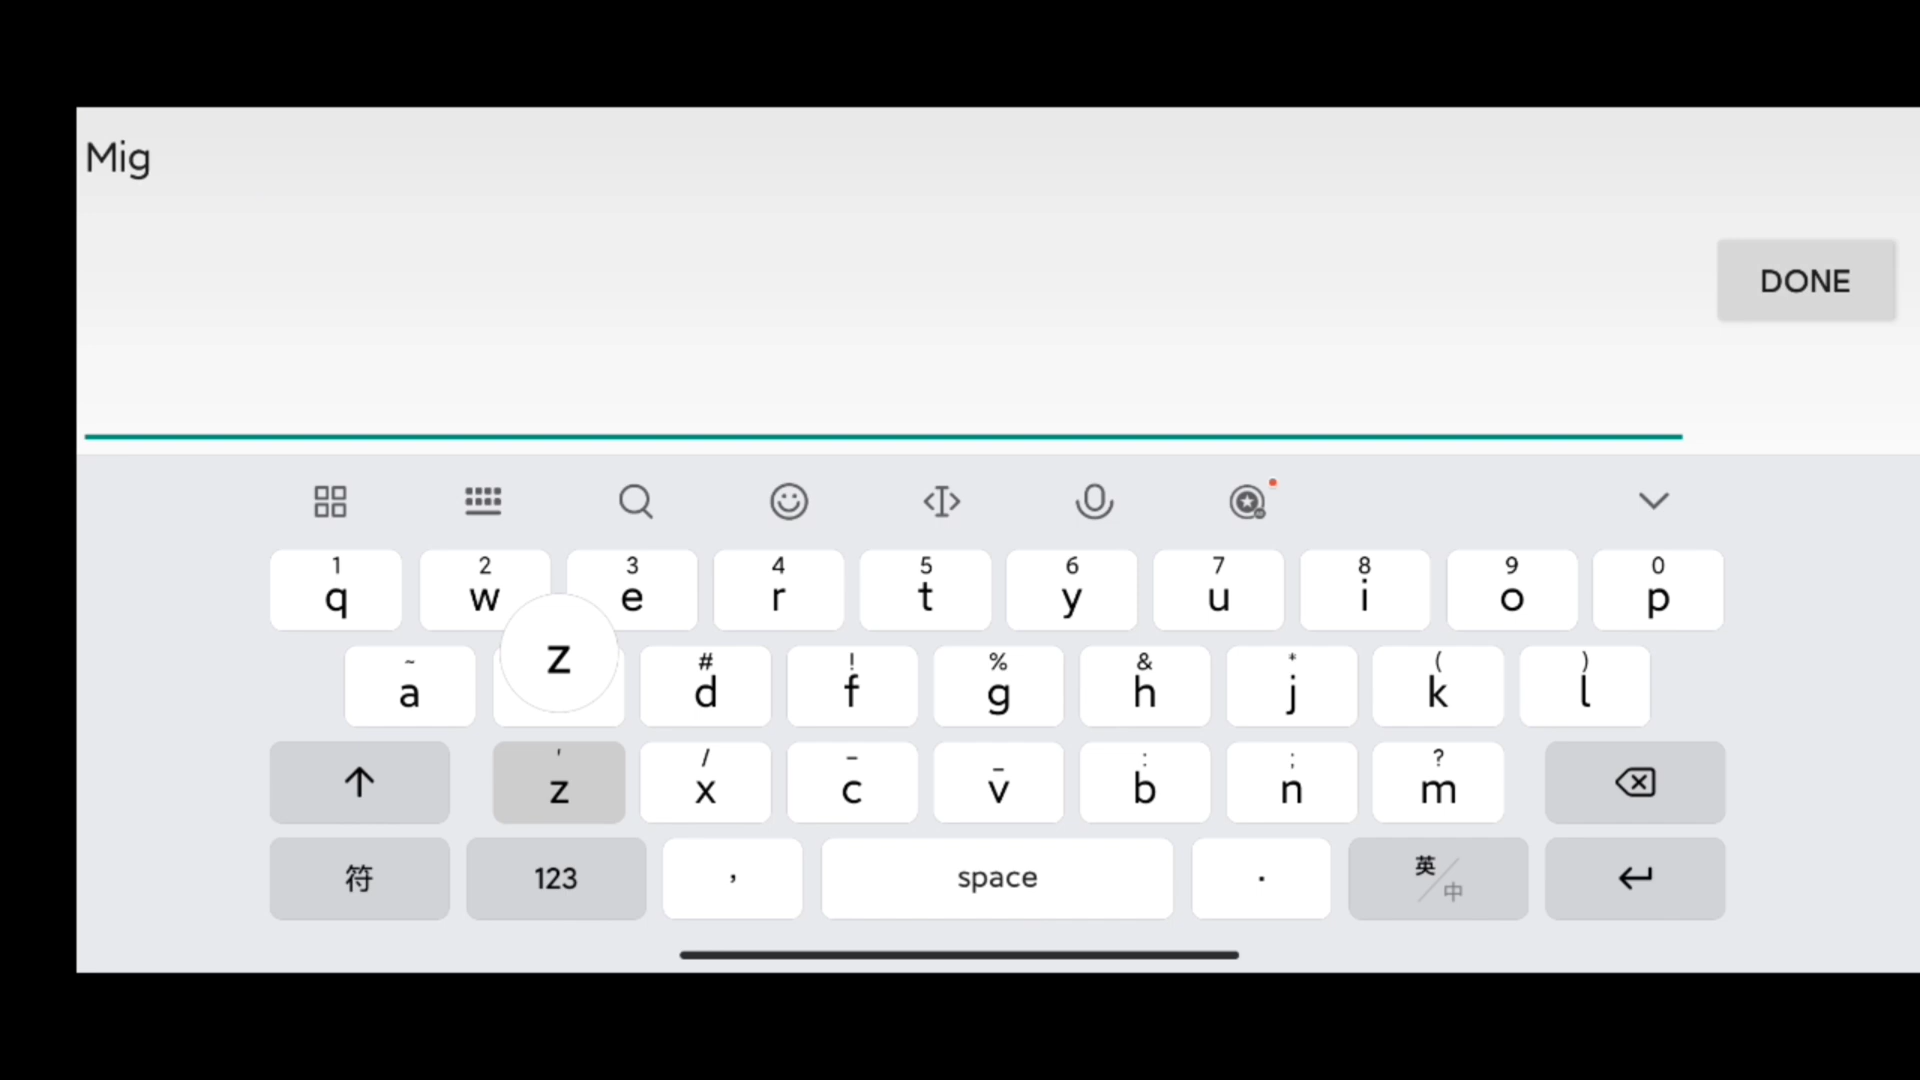 Mig
DONE
1 2 3 4 5 6 7 8 9 0
q w e r t y u i o p
z
~ # ! % & * ( )
a d f g h j k l
' / – _ : ; ?
z x c v b n m
符 123 , space . 英/中